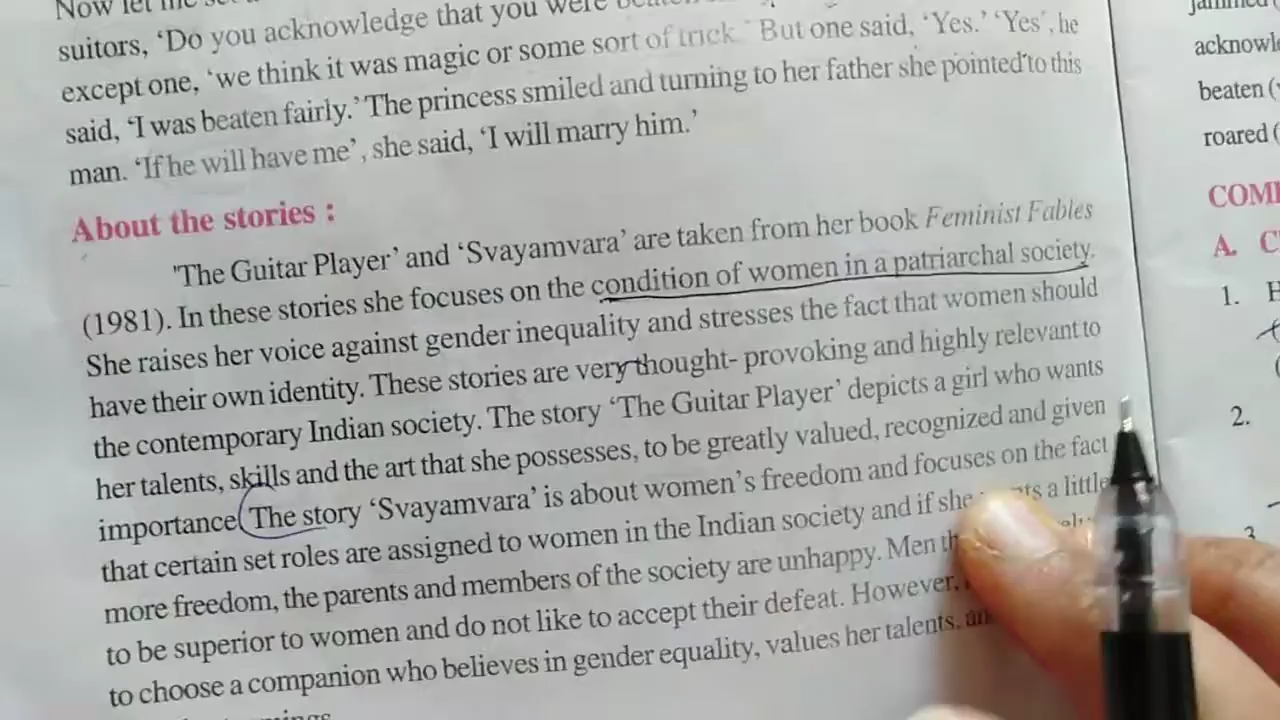 Now let me
suitors, ‘Do you acknowledge that you were
except one, ‘we think it was magic or some sort of trick.’ But one said, ‘Yes.’ ‘Yes’, he
said, ‘I was beaten fairly.’ The princess smiled and turning to her father she pointed to this
man. ‘If he will have me’, she said, ‘I will marry him.’
About the stories :
'The Guitar Player’ and ‘Svayamvara’ are taken from her book Feminist Fables
(1981). In these stories she focuses on the condition of women in a patriarchal society.
She raises her voice against gender inequality and stresses the fact that women should
have their own identity. These stories are very thought- provoking and highly relevant to
the contemporary Indian society. The story ‘The Guitar Player’ depicts a girl who wants
her talents, skills and the art that she possesses, to be greatly valued, recognized and given
importance. The story ‘Svayamvara’ is about women’s freedom and focuses on the fact
that certain set roles are assigned to women in the Indian society and if she a little
more freedom, the parents and members of the society are unhappy. Men
to be superior to women and do not like to accept their defeat. However,
to choose a companion who believes in gender equality, values her talents,
jammed
beaten (
roared (
A. C
1. H
2.
3